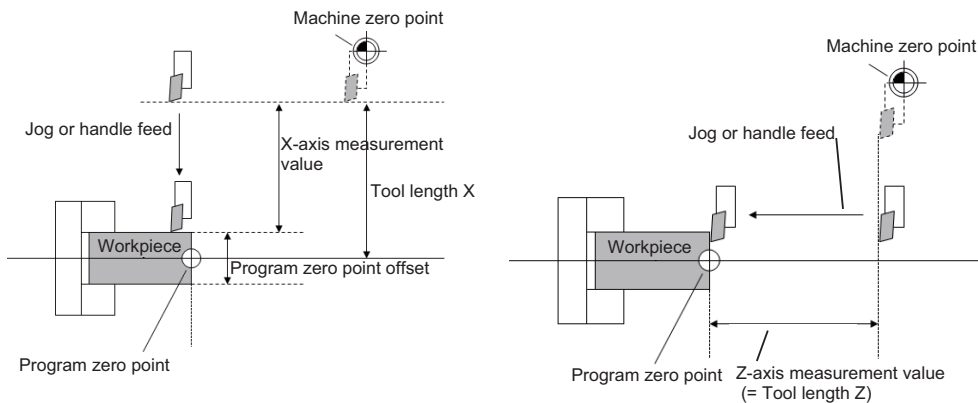 Machine zero point
Jog or handle feed
X-axis measurement
value
Tool length X
Workpiece
Program zero point offset
Program zero point
Machine zero point
Jog or handle feed
Workpiece
Program zero point
Z-axis measurement value
(= Tool length Z)